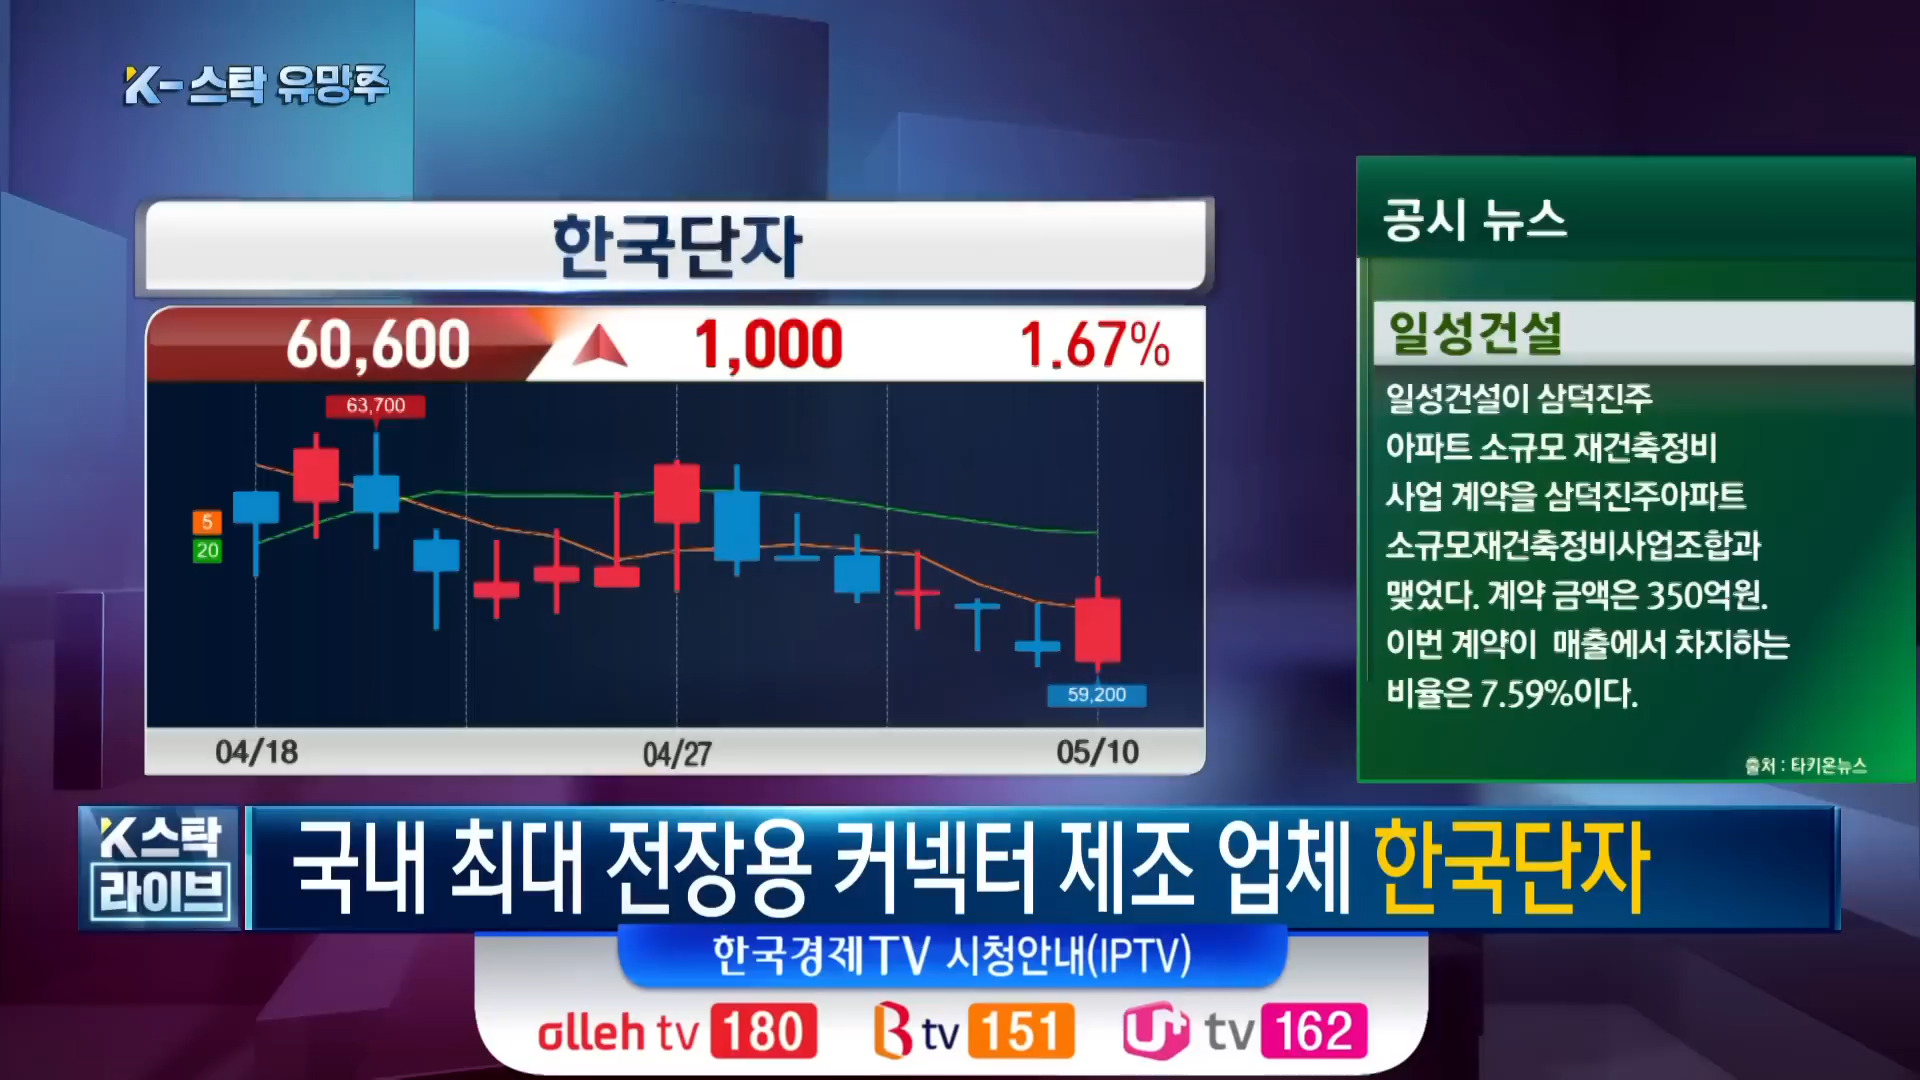 K-스탁 유망주
한국단자
60,600 1,000 1.67%
63,700
5
20
59,200
04/18 04/27 05/10
공시 뉴스
일성건설
일성건설이 삼덕진주
아파트 소규모 재건축정비
사업 계약을 삼덕진주아파트
소규모재건축정비사업조합과
맺었다. 계약 금액은 350억원.
이번 계약이 매출에서 차지하는
비율은 7.59%이다.
출처 : 타키온뉴스
K스탁
라이브
국내 최대 전장용 커넥터 제조 업체 한국단자
한국경제TV 시청안내(IPTV)
olleh tv 180 B tv 151 U+ tv 162